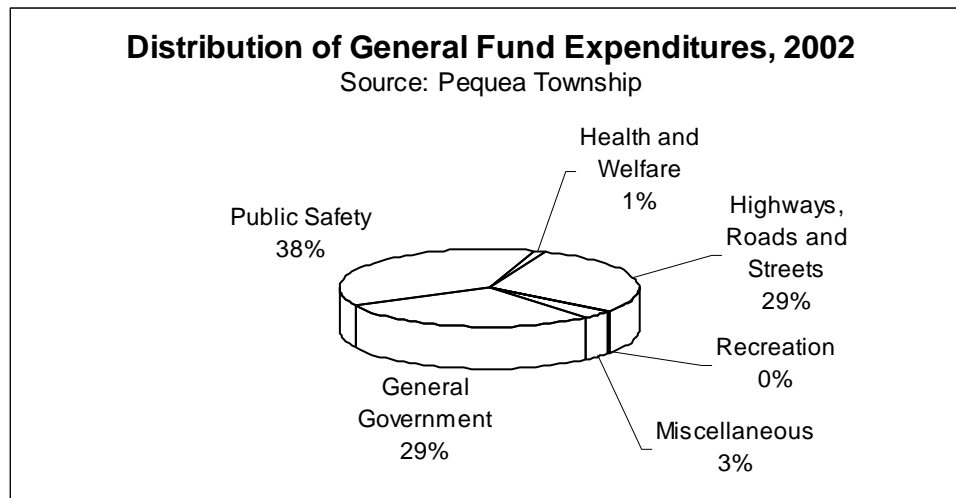 Distribution of General Fund Expenditures, 2002
Source: Pequea Township
Health and
Welfare
1%
Public Safety
38%
Highways,
Roads and
Streets
29%
Recreation
0%
General
Government
29%
Miscellaneous
3%